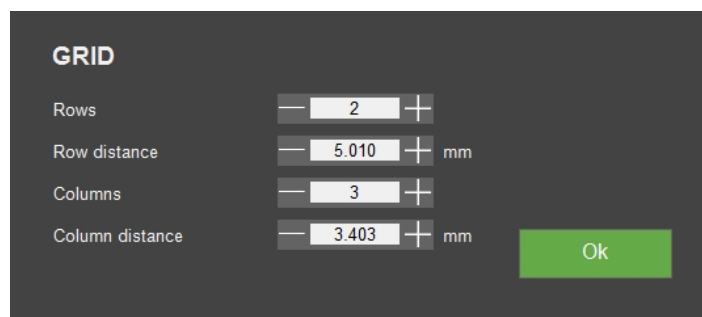 GRID
Rows 2
Row distance 5.010 mm
Columns 3
Column distance 3.403 mm
Ok